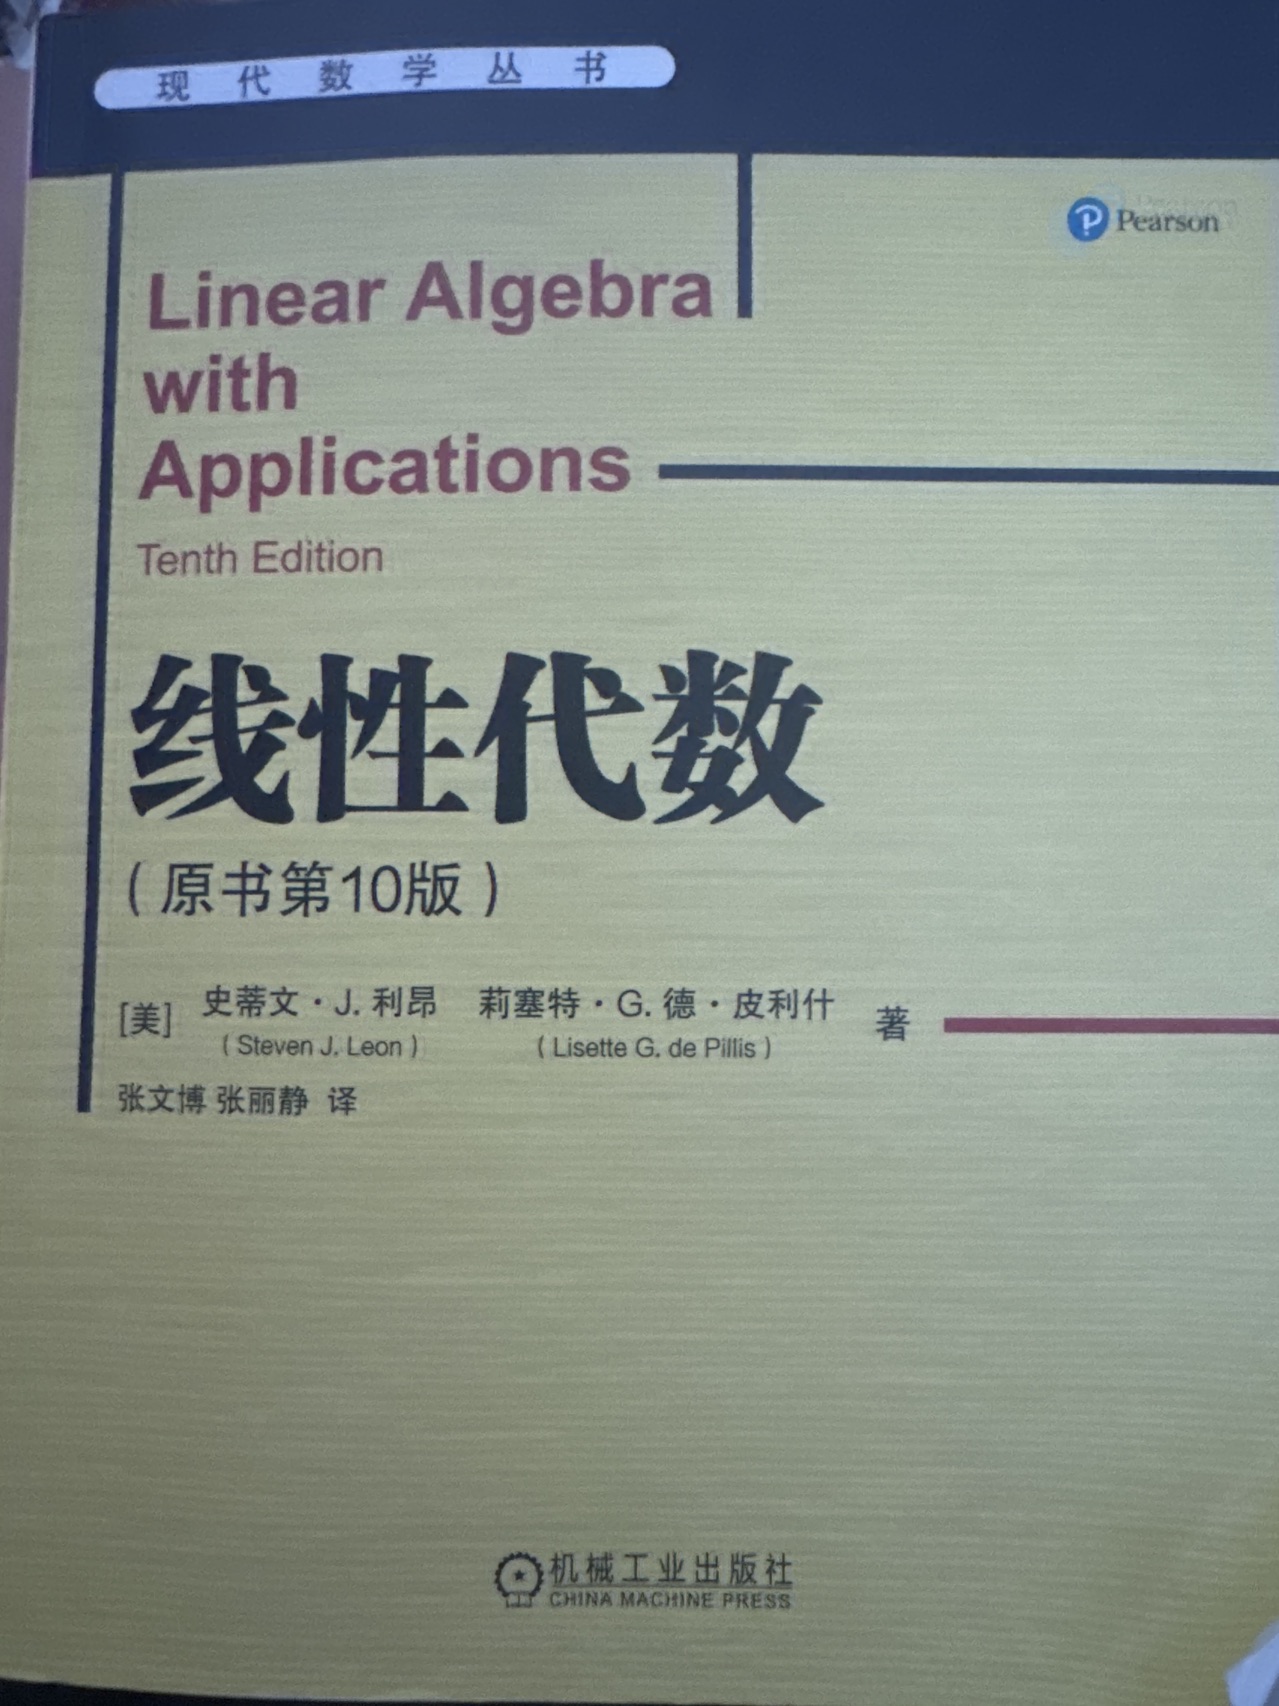 现代数学丛书
Pearson
Linear Algebra
with
Applications
Tenth Edition
线性代数
(原书第10版)
[美] 史蒂文·J. 利昂 莉塞特·G. 德·皮利什 著
(Steven J. Leon) (Lisette G. de Pillis)
张文博 张丽静 译
机械工业出版社
CHINA MACHINE PRESS